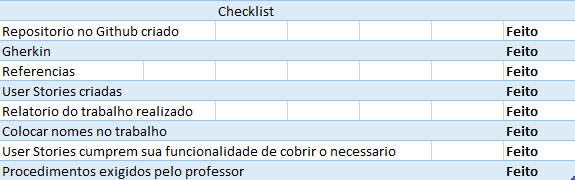 Checklist
Repositorio no Github criado Feito
Gherkin Feito
Referencias Feito
User Stories criadas Feito
Relatorio do trabalho realizado Feito
Colocar nomes no trabalho Feito
User Stories cumprem sua funcionalidade de cobrir o necessario Feito
Procedimentos exigidos pelo professor Feito